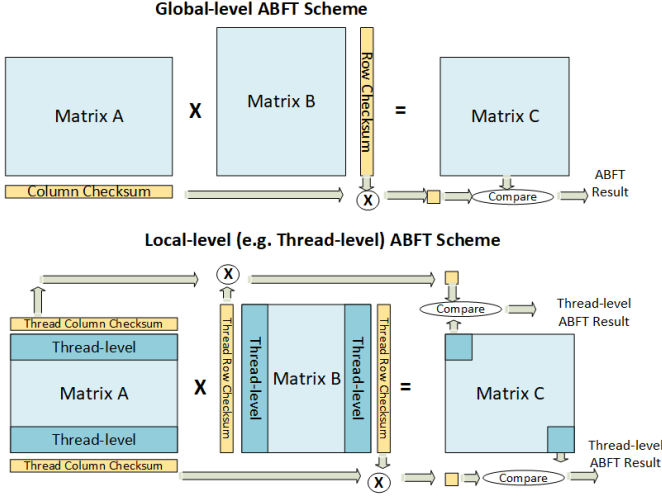 Global-level ABFT Scheme
Matrix A
X
Matrix B
Row Checksum
=
Matrix C
Column Checksum
X
Compare
ABFT
Result
Local-level (e.g. Thread-level) ABFT Scheme
X
Compare
Thread-level
ABFT Result
Thread Column Checksum
Thread-level
Matrix A
Thread-level
Thread Column Checksum
X
Thread Row Checksum
Thread-level
Matrix B
Thread-level
Thread Row Checksum
=
Matrix C
X
Compare
Thread-level
ABFT Result